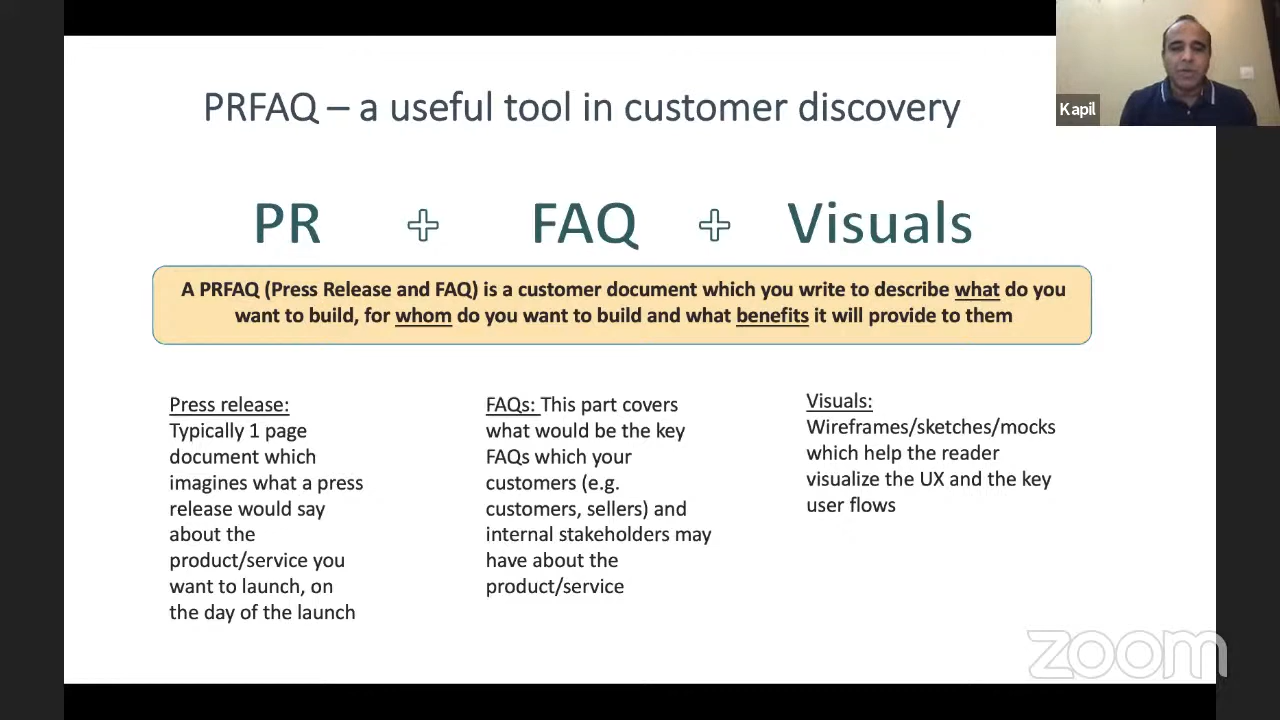 PRFAQ – a useful tool in customer discovery
Kapil
PR + FAQ + Visuals
A PRFAQ (Press Release and FAQ) is a customer document which you write to describe what do you
want to build, for whom do you want to build and what benefits it will provide to them
Press release:
Typically 1 page
document which
imagines what a press
release would say
about the
product/service you
want to launch, on
the day of the launch
FAQs: This part covers
what would be the key
FAQs which your
customers (e.g.
customers, sellers) and
internal stakeholders may
have about the
product/service
Visuals:
Wireframes/sketches/mocks
which help the reader
visualize the UX and the key
user flows
zoom